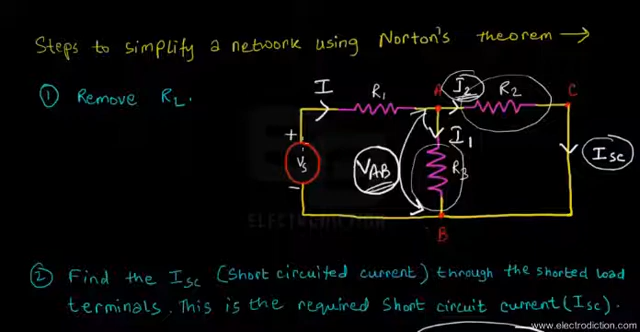 Steps to simplify a network using Norton's theorem →
① Remove RL.
I
R1
A
I2
R2
C
+
Vs
-
VAB
I1
R3
Isc
B
② Find the Isc (Short circuited current) through the shorted load
terminals. This is the required Short circuit current (Isc).
www.electrodiction.com